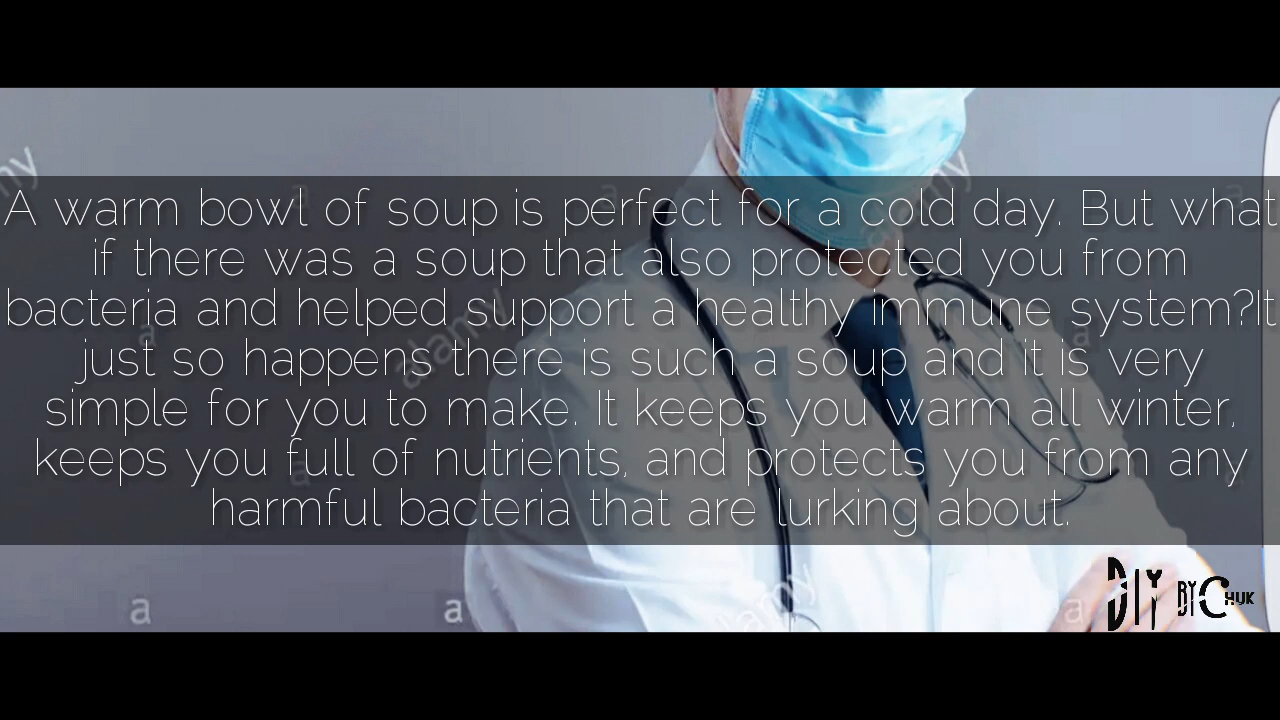 A warm bowl of soup is perfect for a cold day. But what
if there was a soup that also protected you from
bacteria and helped support a healthy immune system?It
just so happens there is such a soup and it is very
simple for you to make. It keeps you warm all winter,
keeps you full of nutrients, and protects you from any
harmful bacteria that are lurking about.
alamy
a
a
DIY BY CHUK